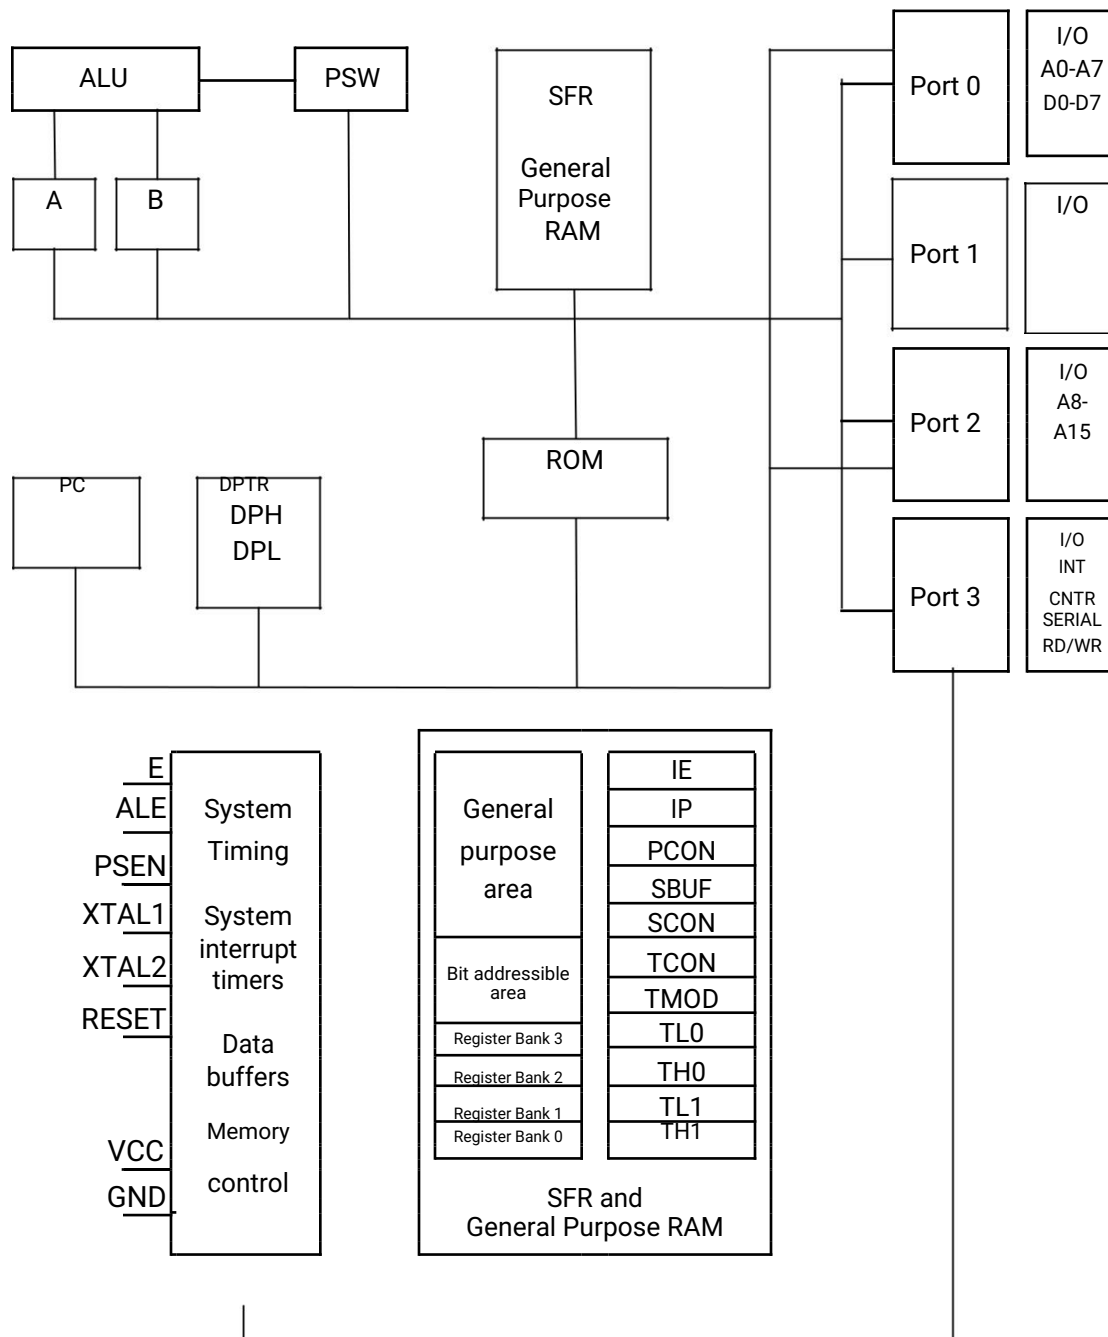 ALU
PSW
A
B
SFR
General
Purpose
RAM
Port 0
I/O
A0-A7
D0-D7
Port 1
I/O
Port 2
I/O
A8-
A15
Port 3
I/O
INT
CNTR
SERIAL
RD/WR
ROM
PC
DPTR
DPH
DPL
E
ALE
PSEN
XTAL1
XTAL2
RESET
VCC
GND
System
Timing
System
interrupt
timers
Data
buffers
Memory
control
General
purpose
area
Bit addressible
area
Register Bank 3
Register Bank 2
Register Bank 1
Register Bank 0
IE
IP
PCON
SBUF
SCON
TCON
TMOD
TL0
TH0
TL1
TH1
SFR and
General Purpose RAM